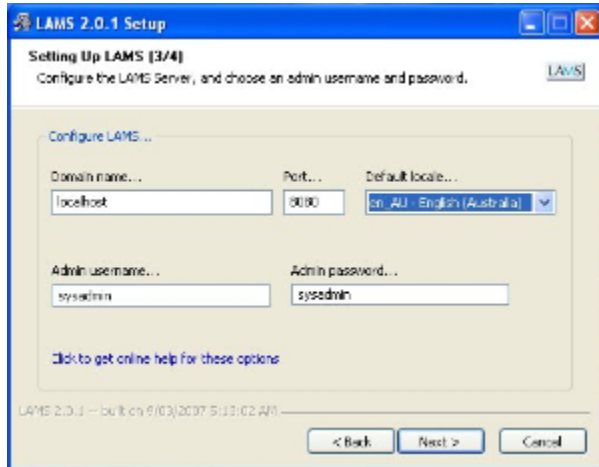 LAMS 2.0.1 Setup
Setting Up LAMS (3/4)
Configure the LAMS Server, and choose an admin username and password.
LAMS
Configure LAMS...
Domain name... Port... Default locale...
localhost 8080 en_AU - English (Australia)
Admin username... Admin password...
sysadmin sysadmin
Click to get online help for these options
LAMS 2.0.1 -- built on 9/03/2007 5:13:02 AM
< Back Next > Cancel